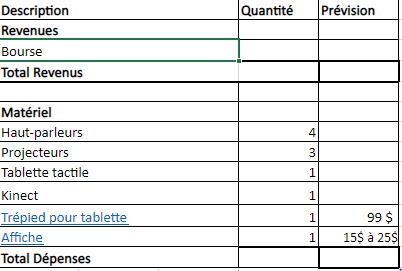 Description Quantité Prévision
Revenues
Bourse
Total Revenus
Matériel
Haut-parleurs 4
Projecteurs 3
Tablette tactile 1
Kinect 1
Trépied pour tablette 1 99 $
Affiche 1 15$ à 25$
Total Dépenses